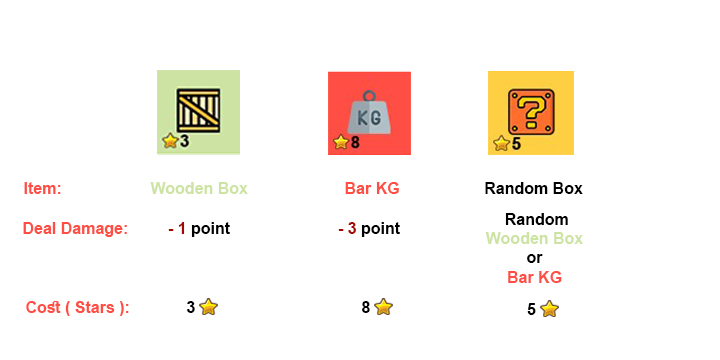 KG
?
3
8
5
Item: Wooden Box Bar KG Random Box
Deal Damage: - 1 point - 3 point Random
Wooden Box
or
Bar KG
Cost ( Stars ): 3 8 5